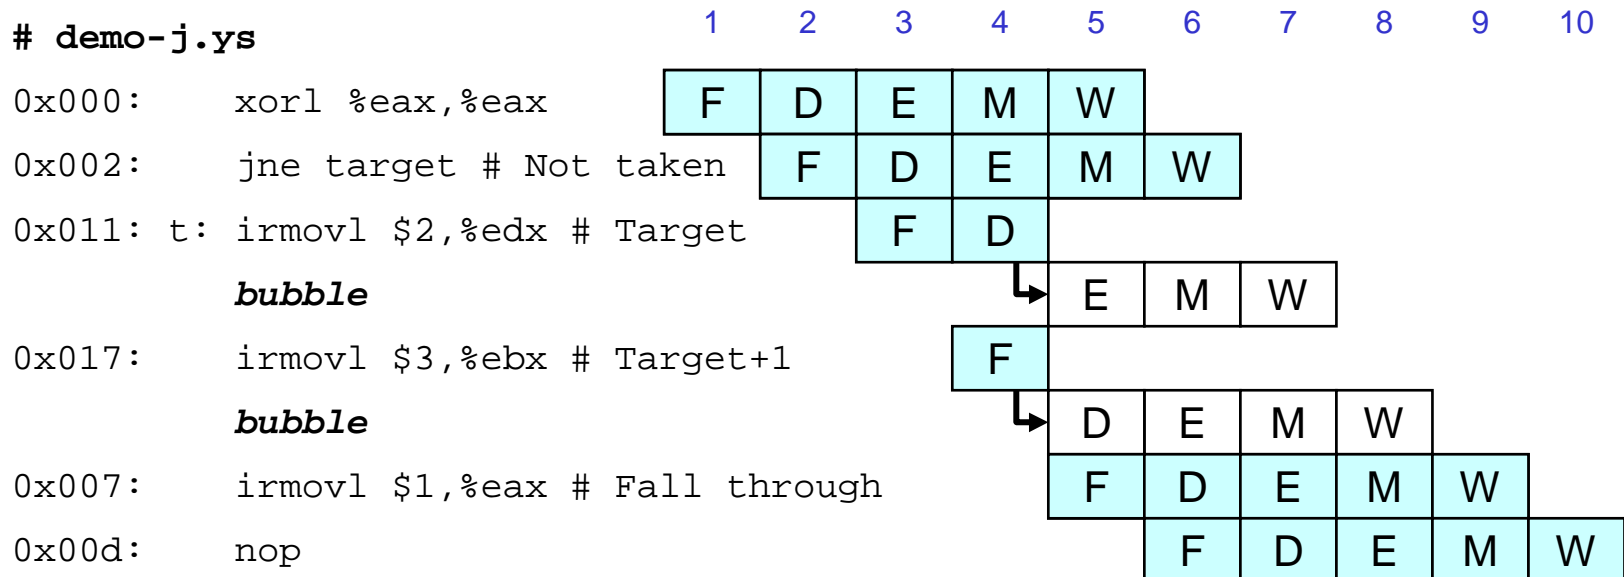 1 2 3 4 5 6 7 8 9 10
# demo-j.ys
0x000: xorl %eax,%eax F D E M W
0x002: jne target # Not taken F D E M W
0x011: t: irmovl $2,%edx # Target F D
bubble E M W
0x017: irmovl $3,%ebx # Target+1 F
bubble D E M W
0x007: irmovl $1,%eax # Fall through F D E M W
0x00d: nop F D E M W